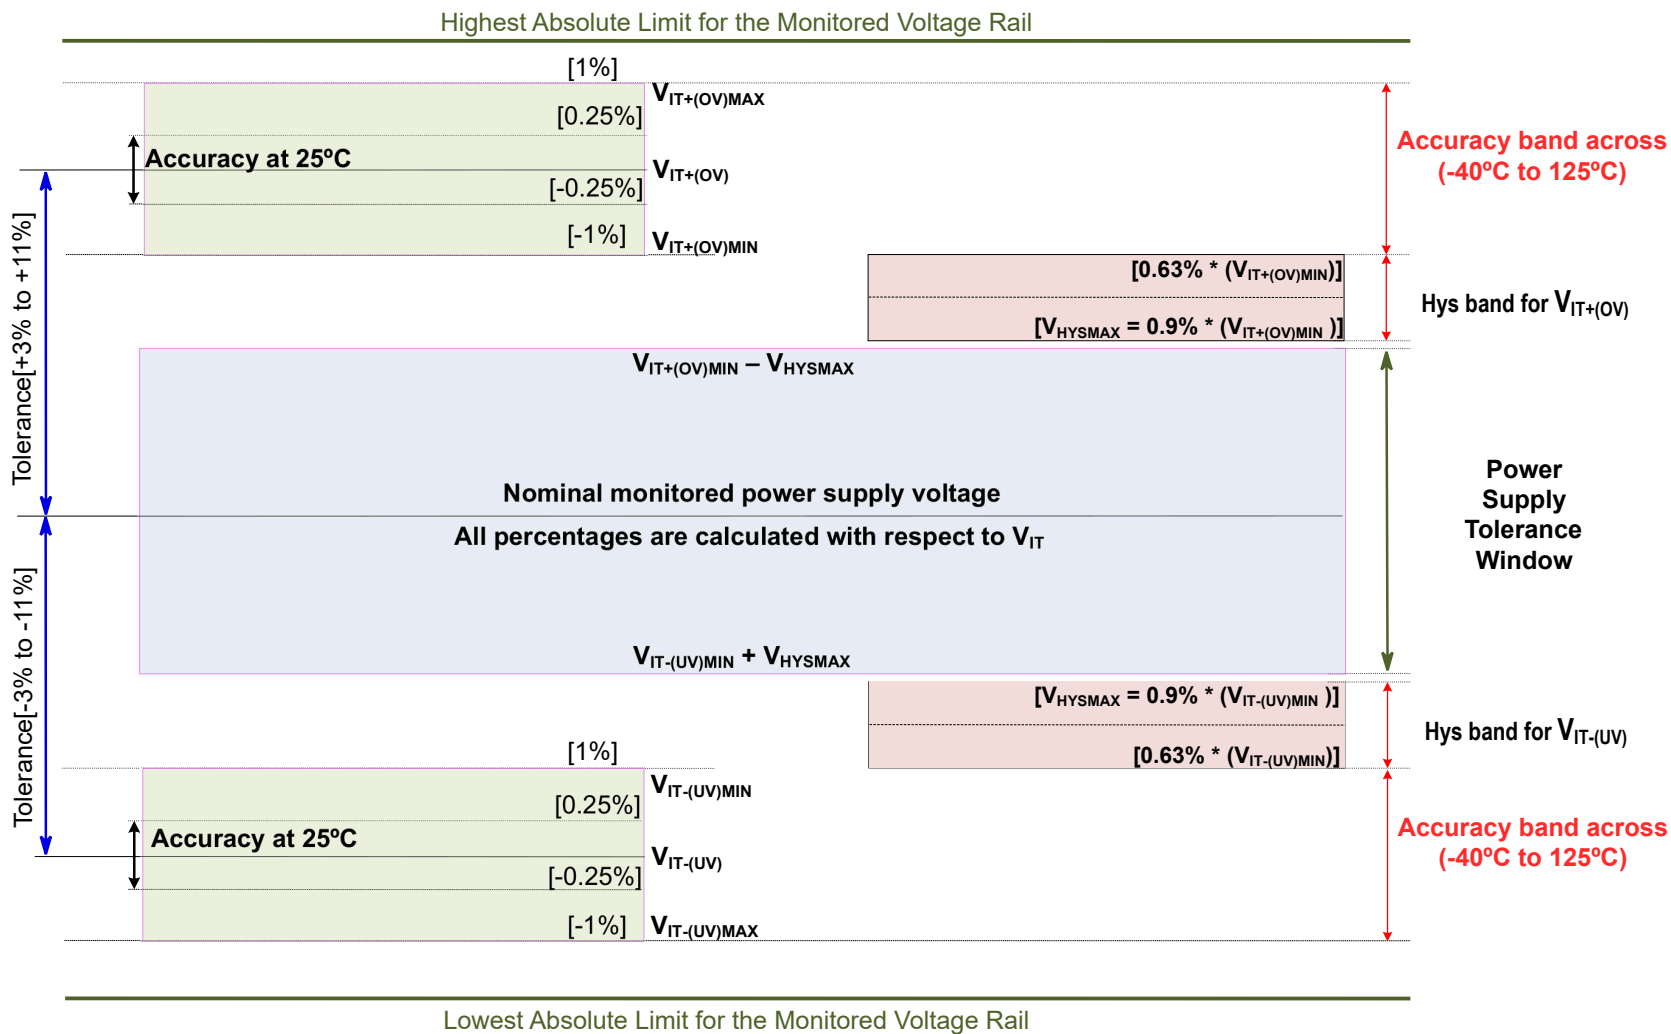 Highest Absolute Limit for the Monitored Voltage Rail
[1%]
VIT+(OV)MAX
[0.25%]
Accuracy at 25ºC
VIT+(OV)
[-0.25%]
[-1%]
VIT+(OV)MIN
Accuracy band across
(-40ºC to 125ºC)
Tolerance[+3% to +11%]
[0.63% * (VIT+(OV)MIN)]
[VHYSMAX = 0.9% * (VIT+(OV)MIN )]
Hys band for VIT+(OV)
VIT+(OV)MIN – VHYSMAX
Nominal monitored power supply voltage
All percentages are calculated with respect to VIT
Power
Supply
Tolerance
Window
VIT-(UV)MIN + VHYSMAX
Tolerance[-3% to -11%]
[VHYSMAX = 0.9% * (VIT-(UV)MIN )]
[0.63% * (VIT-(UV)MIN)]
Hys band for VIT-(UV)
[1%]
VIT-(UV)MIN
[0.25%]
Accuracy at 25ºC
VIT-(UV)
[-0.25%]
[-1%]
VIT-(UV)MAX
Accuracy band across
(-40ºC to 125ºC)
Lowest Absolute Limit for the Monitored Voltage Rail